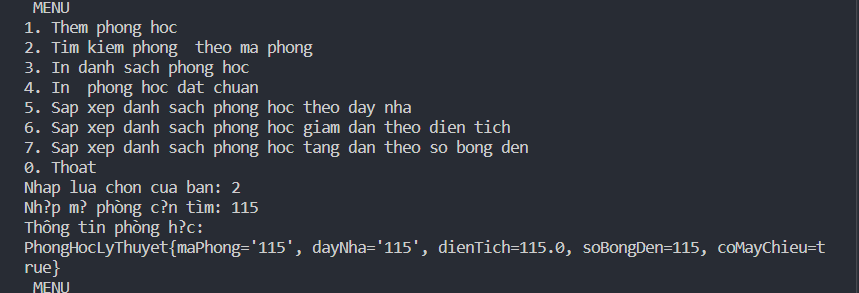 MENU
1. Them phong hoc
2. Tim kiem phong  theo ma phong
3. In danh sach phong hoc
4. In  phong hoc dat chuan
5. Sap xep danh sach phong hoc theo day nha
6. Sap xep danh sach phong hoc giam dan theo dien tich
7. Sap xep danh sach phong hoc tang dan theo so bong den
0. Thoat
Nhap lua chon cua ban: 2
Nh?p m? phòng c?n tìm: 115
Thông tin phòng h?c:
PhongHocLyThuyet{maPhong='115', dayNha='115', dienTich=115.0, soBongDen=115, coMayChieu=t
rue}
MENU